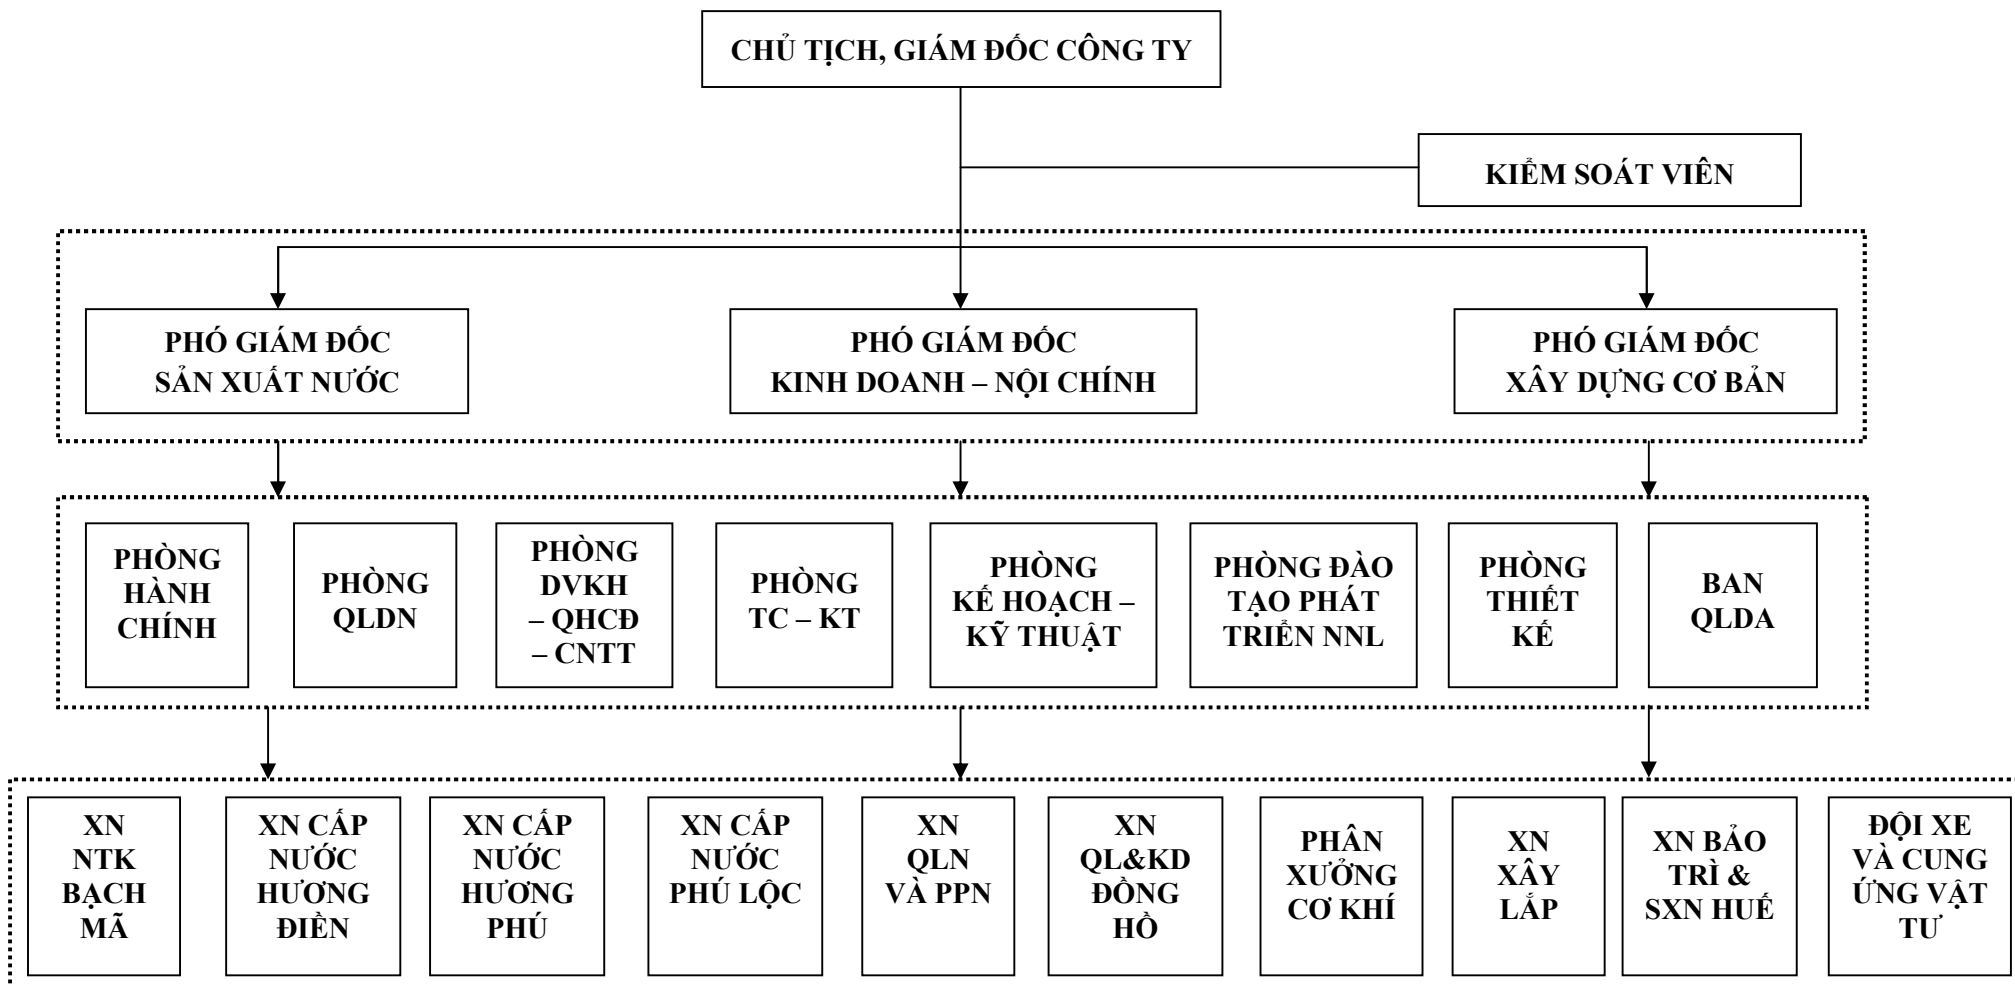 CHỦ TỊCH, GIÁM ĐỐC CÔNG TY
KIỂM SOÁT VIÊN
PHÓ GIÁM ĐỐC
SẢN XUẤT NƯỚC
PHÓ GIÁM ĐỐC
KINH DOANH – NỘI CHÍNH
PHÓ GIÁM ĐỐC
XÂY DỰNG CƠ BẢN
PHÒNG
HÀNH
CHÍNH
PHÒNG
QLDN
PHÒNG
DVKH
– QHCĐ
– CNTT
PHÒNG
TC – KT
PHÒNG
KẾ HOẠCH –
KỸ THUẬT
PHÒNG ĐÀO
TẠO PHÁT
TRIỂN NNL
PHÒNG
THIẾT
KẾ
BAN
QLDA
XN
NTK
BẠCH
MÃ
XN CẤP
NƯỚC
HƯƠNG
ĐIỀN
XN CẤP
NƯỚC
HƯƠNG
PHÚ
XN CẤP
NƯỚC
PHÚ LỘC
XN
QLN
VÀ PPN
XN
QL&KD
ĐỒNG
HỒ
PHÂN
XƯỞNG
CƠ KHÍ
XN
XÂY
LẮP
XN BẢO
TRÌ &
SXN HUẾ
ĐỘI XE
VÀ CUNG
ỨNG VẬT
TƯ